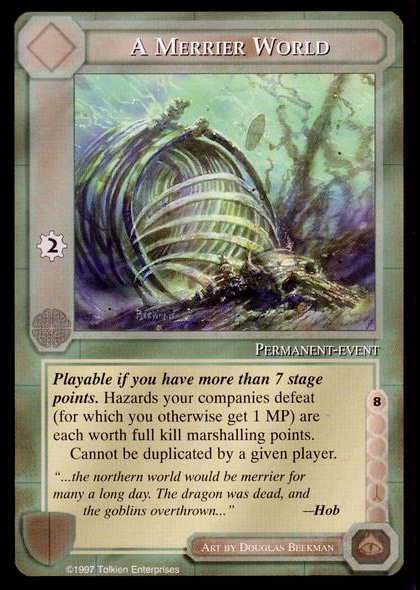 A Merrier World
2
Beekman
Permanent-event
Playable if you have more than 7 stage
points. Hazards your companies defeat
(for which you otherwise get 1 MP) are
each worth full kill marshalling points.
Cannot be duplicated by a given player.
8
“...the northern world would be merrier for
many a long day. The dragon was dead, and
the goblins overthrown...” —Hob
Art by Douglas Beekman
©1997 Tolkien Enterprises